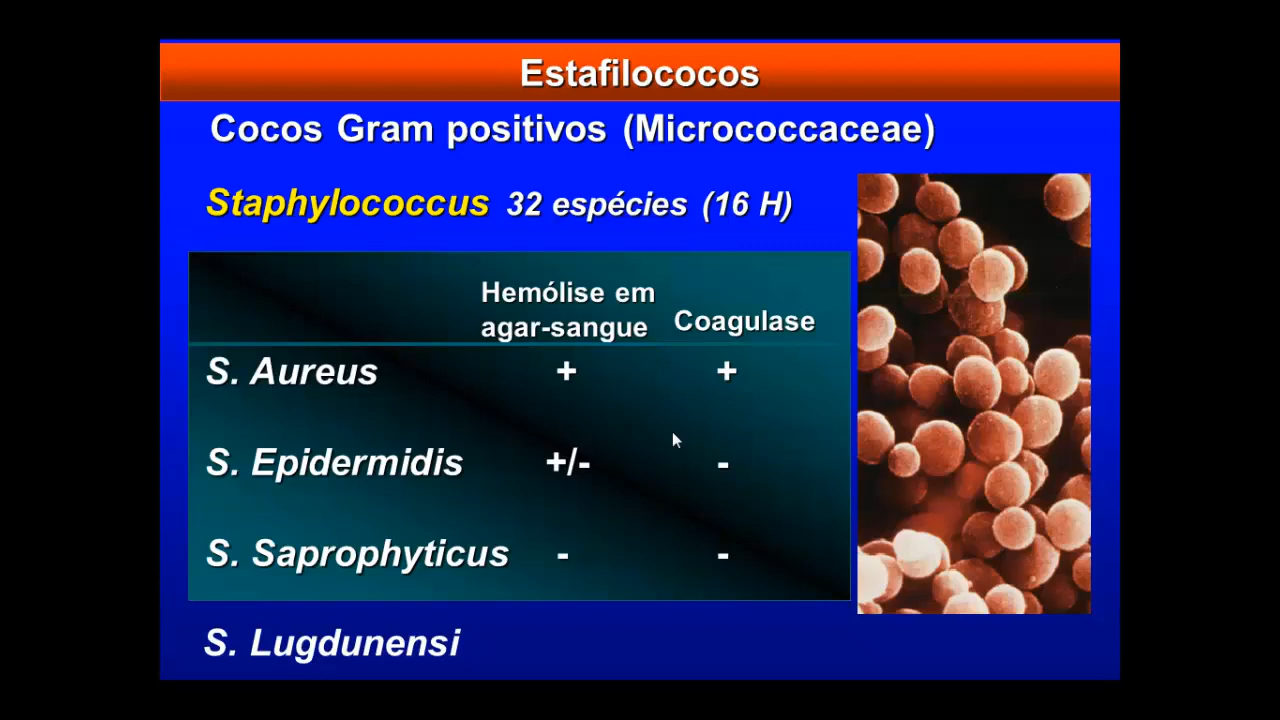 Estafilococos
Cocos Gram positivos (Micrococcaceae)
Staphylococcus 32 espécies (16 H)
Hemólise em
agar-sangue Coagulase
S. Aureus + +
S. Epidermidis +/- -
S. Saprophyticus - -
S. Lugdunensi